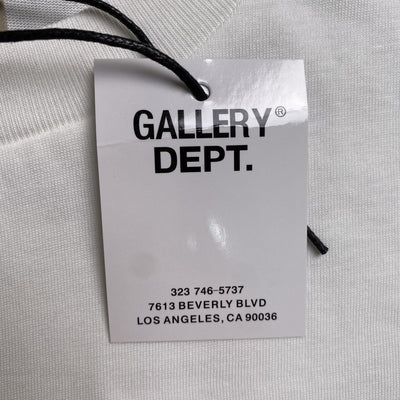 GALLERY®
DEPT.
323 746-5737
7613 BEVERLY BLVD
LOS ANGELES, CA 90036